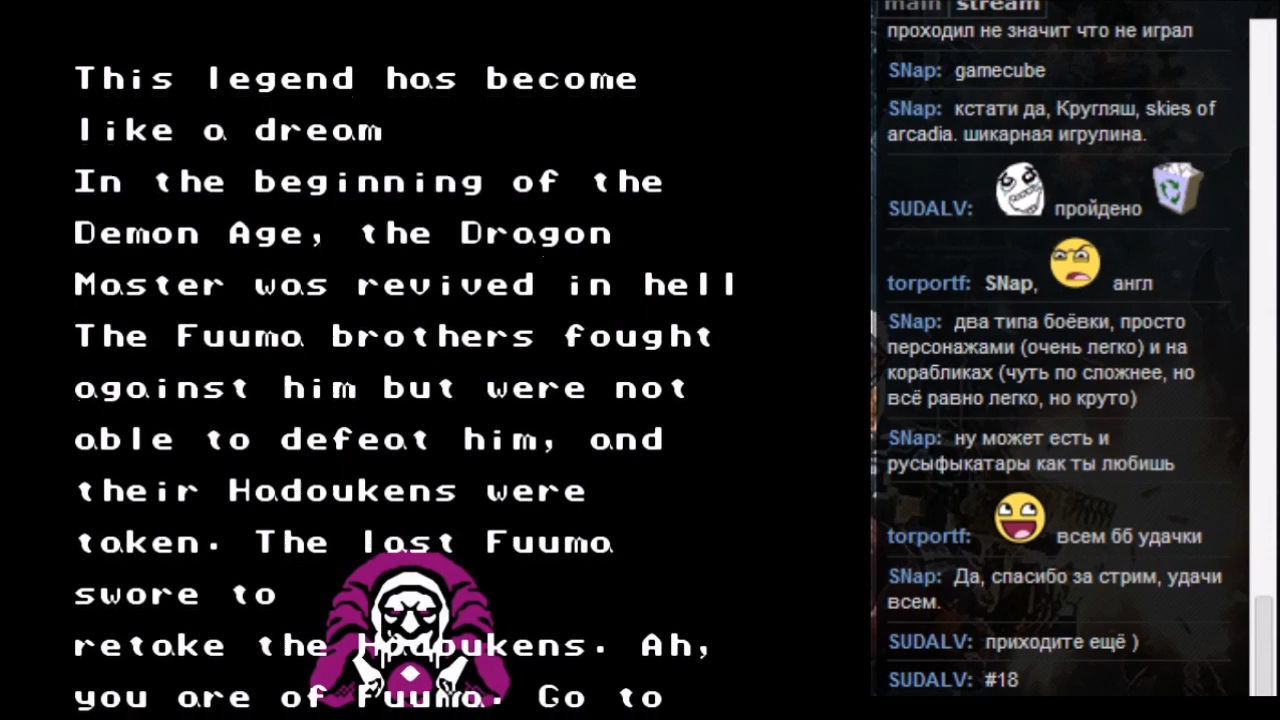 This legend has become
like a dream
In the beginning of the
Demon Age, the Dragon
Master was revived in hell
The Fuuma brothers fought
against him but were not
able to defeat him, and
their Hadoukens were
taken. The last Fuuma
swore to
retake the Hadoukens. Ah,
you are of Fuuma. Go to
main stream
проходил не значит что не играл
SNap: gamecube
SNap: кстати да, Кругляш, skies of
arcadia. шикарная игрулина.
SUDALV: пройдено
torportf: SNap, англ
SNap: два типа боёвки, просто
персонажами (очень легко) и на
корабликах (чуть по сложнее, но
всё равно легко, но круто)
SNap: ну может есть и
русыфыкатары как ты любишь
torportf: всем бб удачки
SNap: Да, спасибо за стрим, удачи
всем.
SUDALV: приходите ещё )
SUDALV: #18